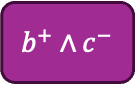 b⁺ ∧ c⁻